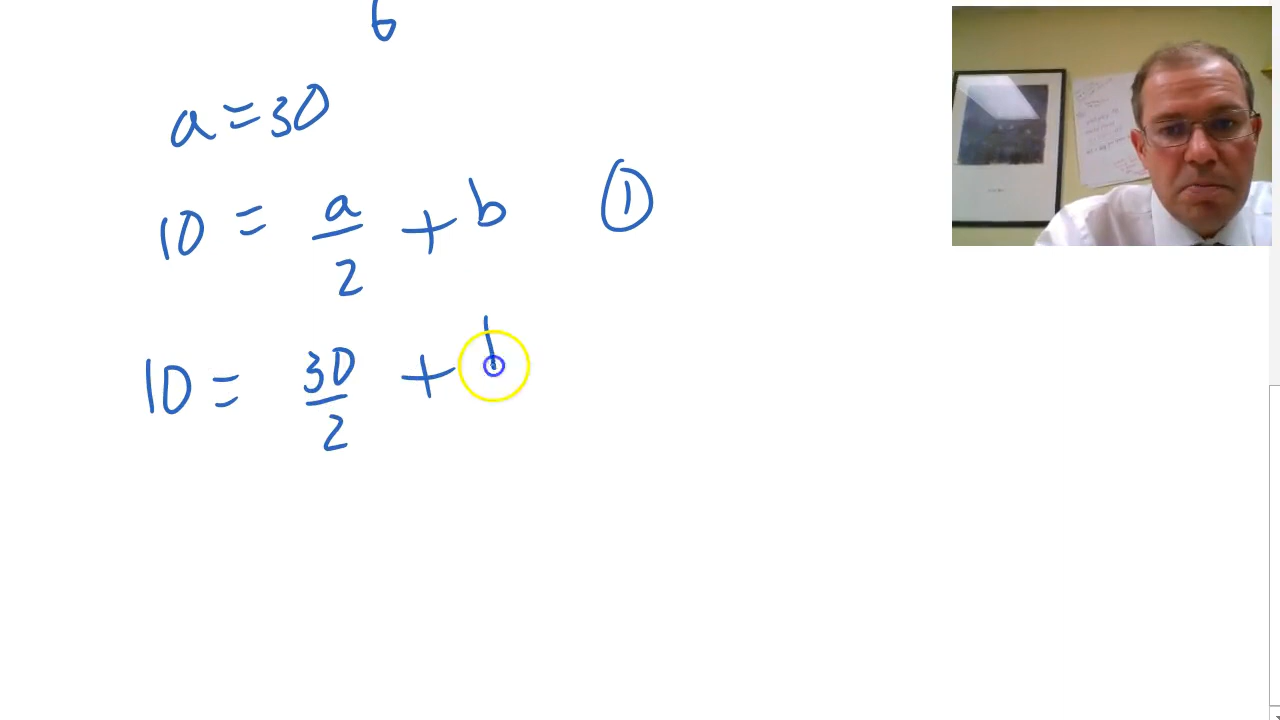 6
a = 30
10 = a/2 + b ①
10 = 30/2 +